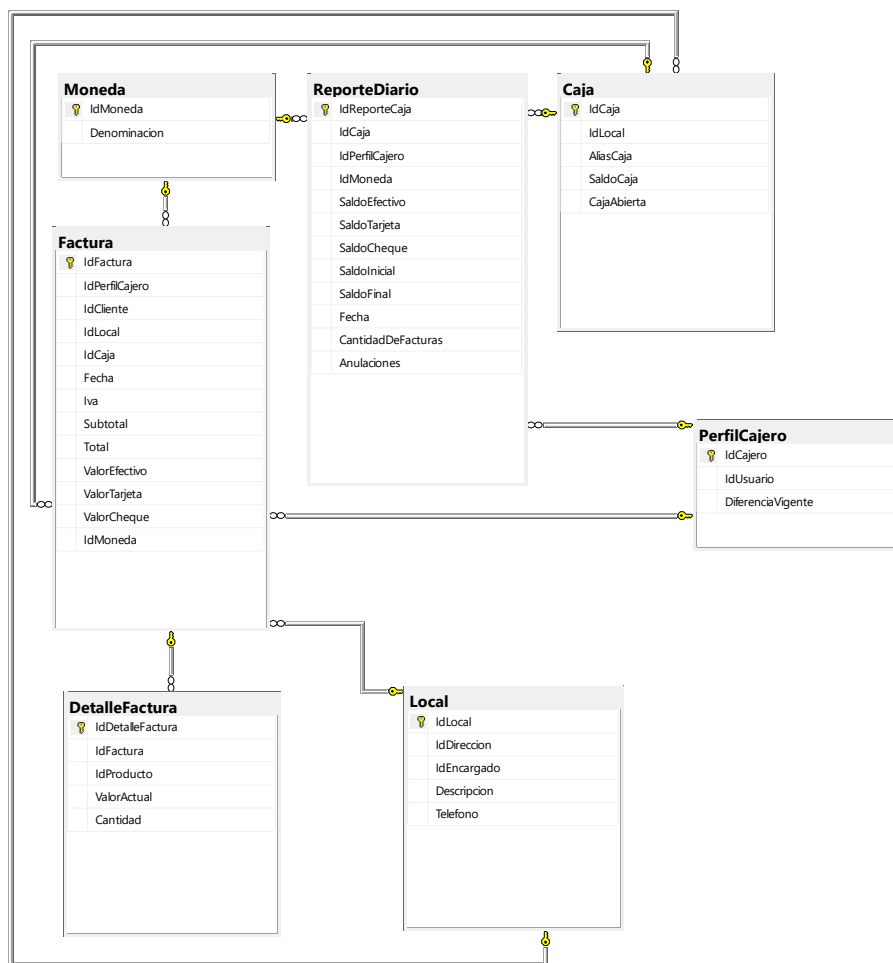 Moneda
IdMoneda
Denominacion
ReporteDiario
IdReporteCaja
IdCaja
IdPerfilCajero
IdMoneda
SaldoEfectivo
SaldoTarjeta
SaldoCheque
SaldoInicial
SaldoFinal
Fecha
CantidadDeFacturas
Anulaciones
Caja
IdCaja
IdLocal
AliasCaja
SaldoCaja
CajaAbierta
Factura
IdFactura
IdPerfilCajero
IdCliente
IdLocal
IdCaja
Fecha
Iva
Subtotal
Total
ValorEfectivo
ValorTarjeta
ValorCheque
IdMoneda
PerfilCajero
IdCajero
IdUsuario
DiferenciaVigente
DetalleFactura
IdDetalleFactura
IdFactura
IdProducto
ValorActual
Cantidad
Local
IdLocal
IdDireccion
IdEncargado
Descripcion
Telefono